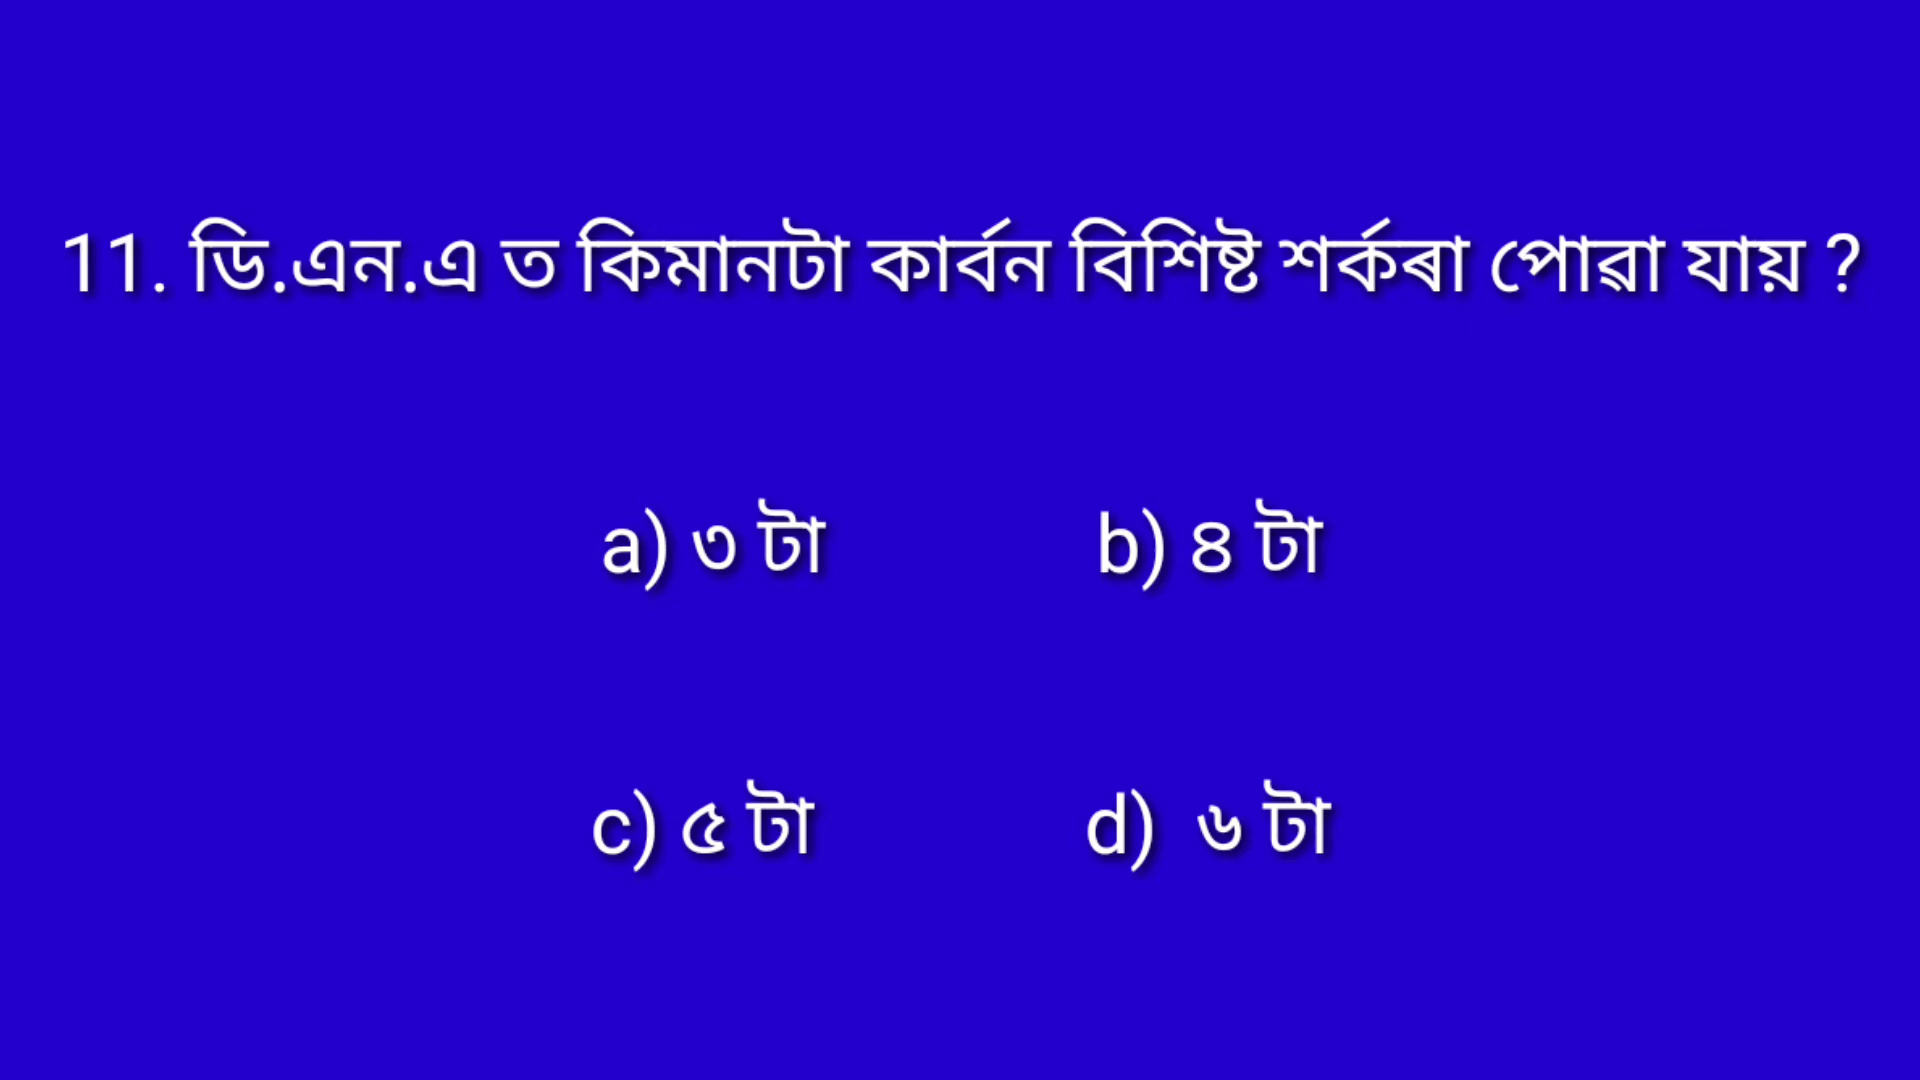 11. ডি.এন.এ ত কিমানটা কাৰ্বন বিশিষ্ট শৰ্কৰা পোৱা যায় ?
a) ৩ টা b) ৪ টা
c) ৫ টা d) ৬ টা